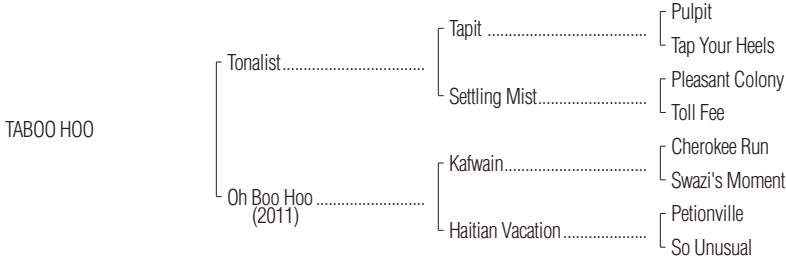 Pulpit
Tapit ......................................
Tap Your Heels
Tonalist..................................
Pleasant Colony
Settling Mist..........................
Toll Fee
TABOO HOO
Cherokee Run
Kafwain..................................
Swazi's Moment
Oh Boo Hoo ..........................
(2011)
Petionville
Haitian Vacation....................
So Unusual